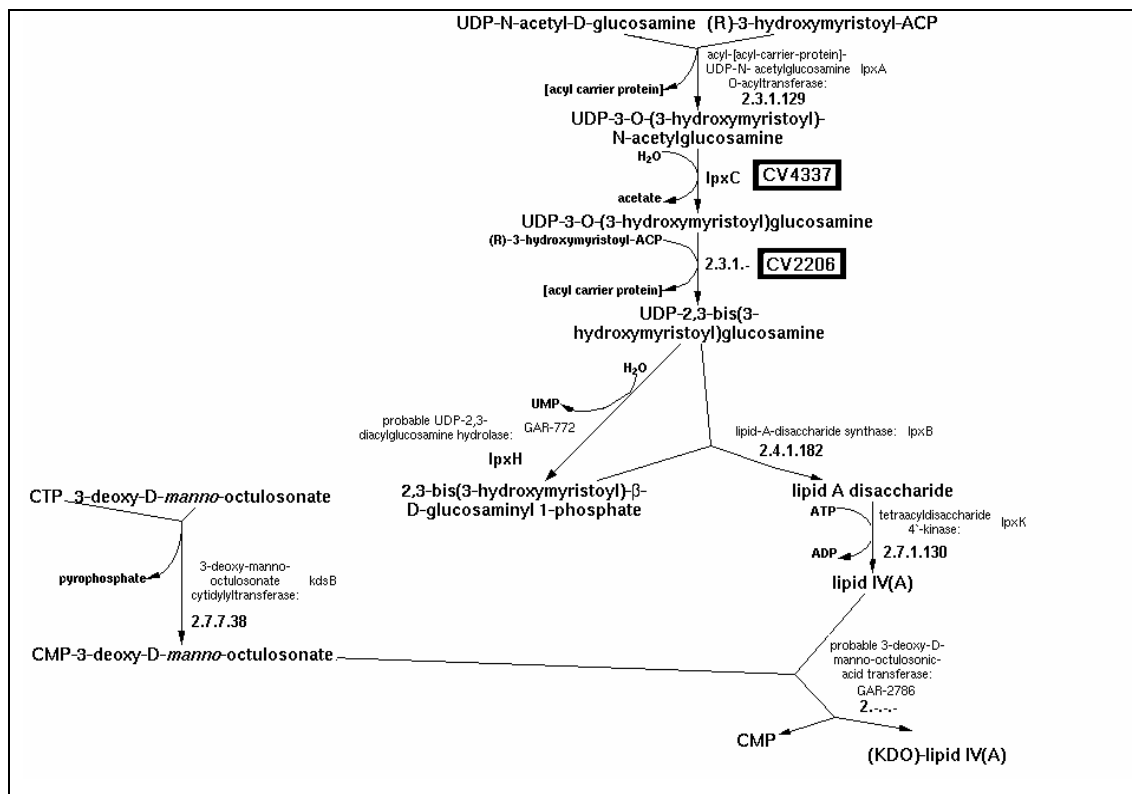 UDP-N-acetyl-D-glucosamine (R)-3-hydroxymyristoyl-ACP
acyl-[acyl-carrier-protein]-
UDP-N- acetylglucosamine lpxA
O-acyltransferase:
[acyl carrier protein]
2.3.1.129
UDP-3-O-(3-hydroxymyristoyl)-
N-acetylglucosamine
H₂O
lpxC CV4337
acetate
UDP-3-O-(3-hydroxymyristoyl)glucosamine
(R)-3-hydroxymyristoyl-ACP
2.3.1.- CV2206
[acyl carrier protein]
UDP-2,3-bis(3-
hydroxymyristoyl)glucosamine
H₂O
UMP
probable UDP-2,3-
diacylglucosamine hydrolase: GAR-772
lpxH
lipid-A-disaccharide synthase: lpxB
2.4.1.182
2,3-bis(3-hydroxymyristoyl)-β-
D-glucosaminyl 1-phosphate
lipid A disaccharide
CTP 3-deoxy-D-manno-octulosonate
ATP
tetraacyldisaccharide lpxK
4`-kinase:
ADP
2.7.1.130
pyrophosphate
3-deoxy-manno-
octulosonate kdsB
cytidylyltransferase:
2.7.7.38
lipid IV(A)
CMP-3-deoxy-D-manno-octulosonate
probable 3-deoxy-D-
manno-octulosonic-
acid transferase:
GAR-2786
2.-.-.-
CMP
(KDO)-lipid IV(A)